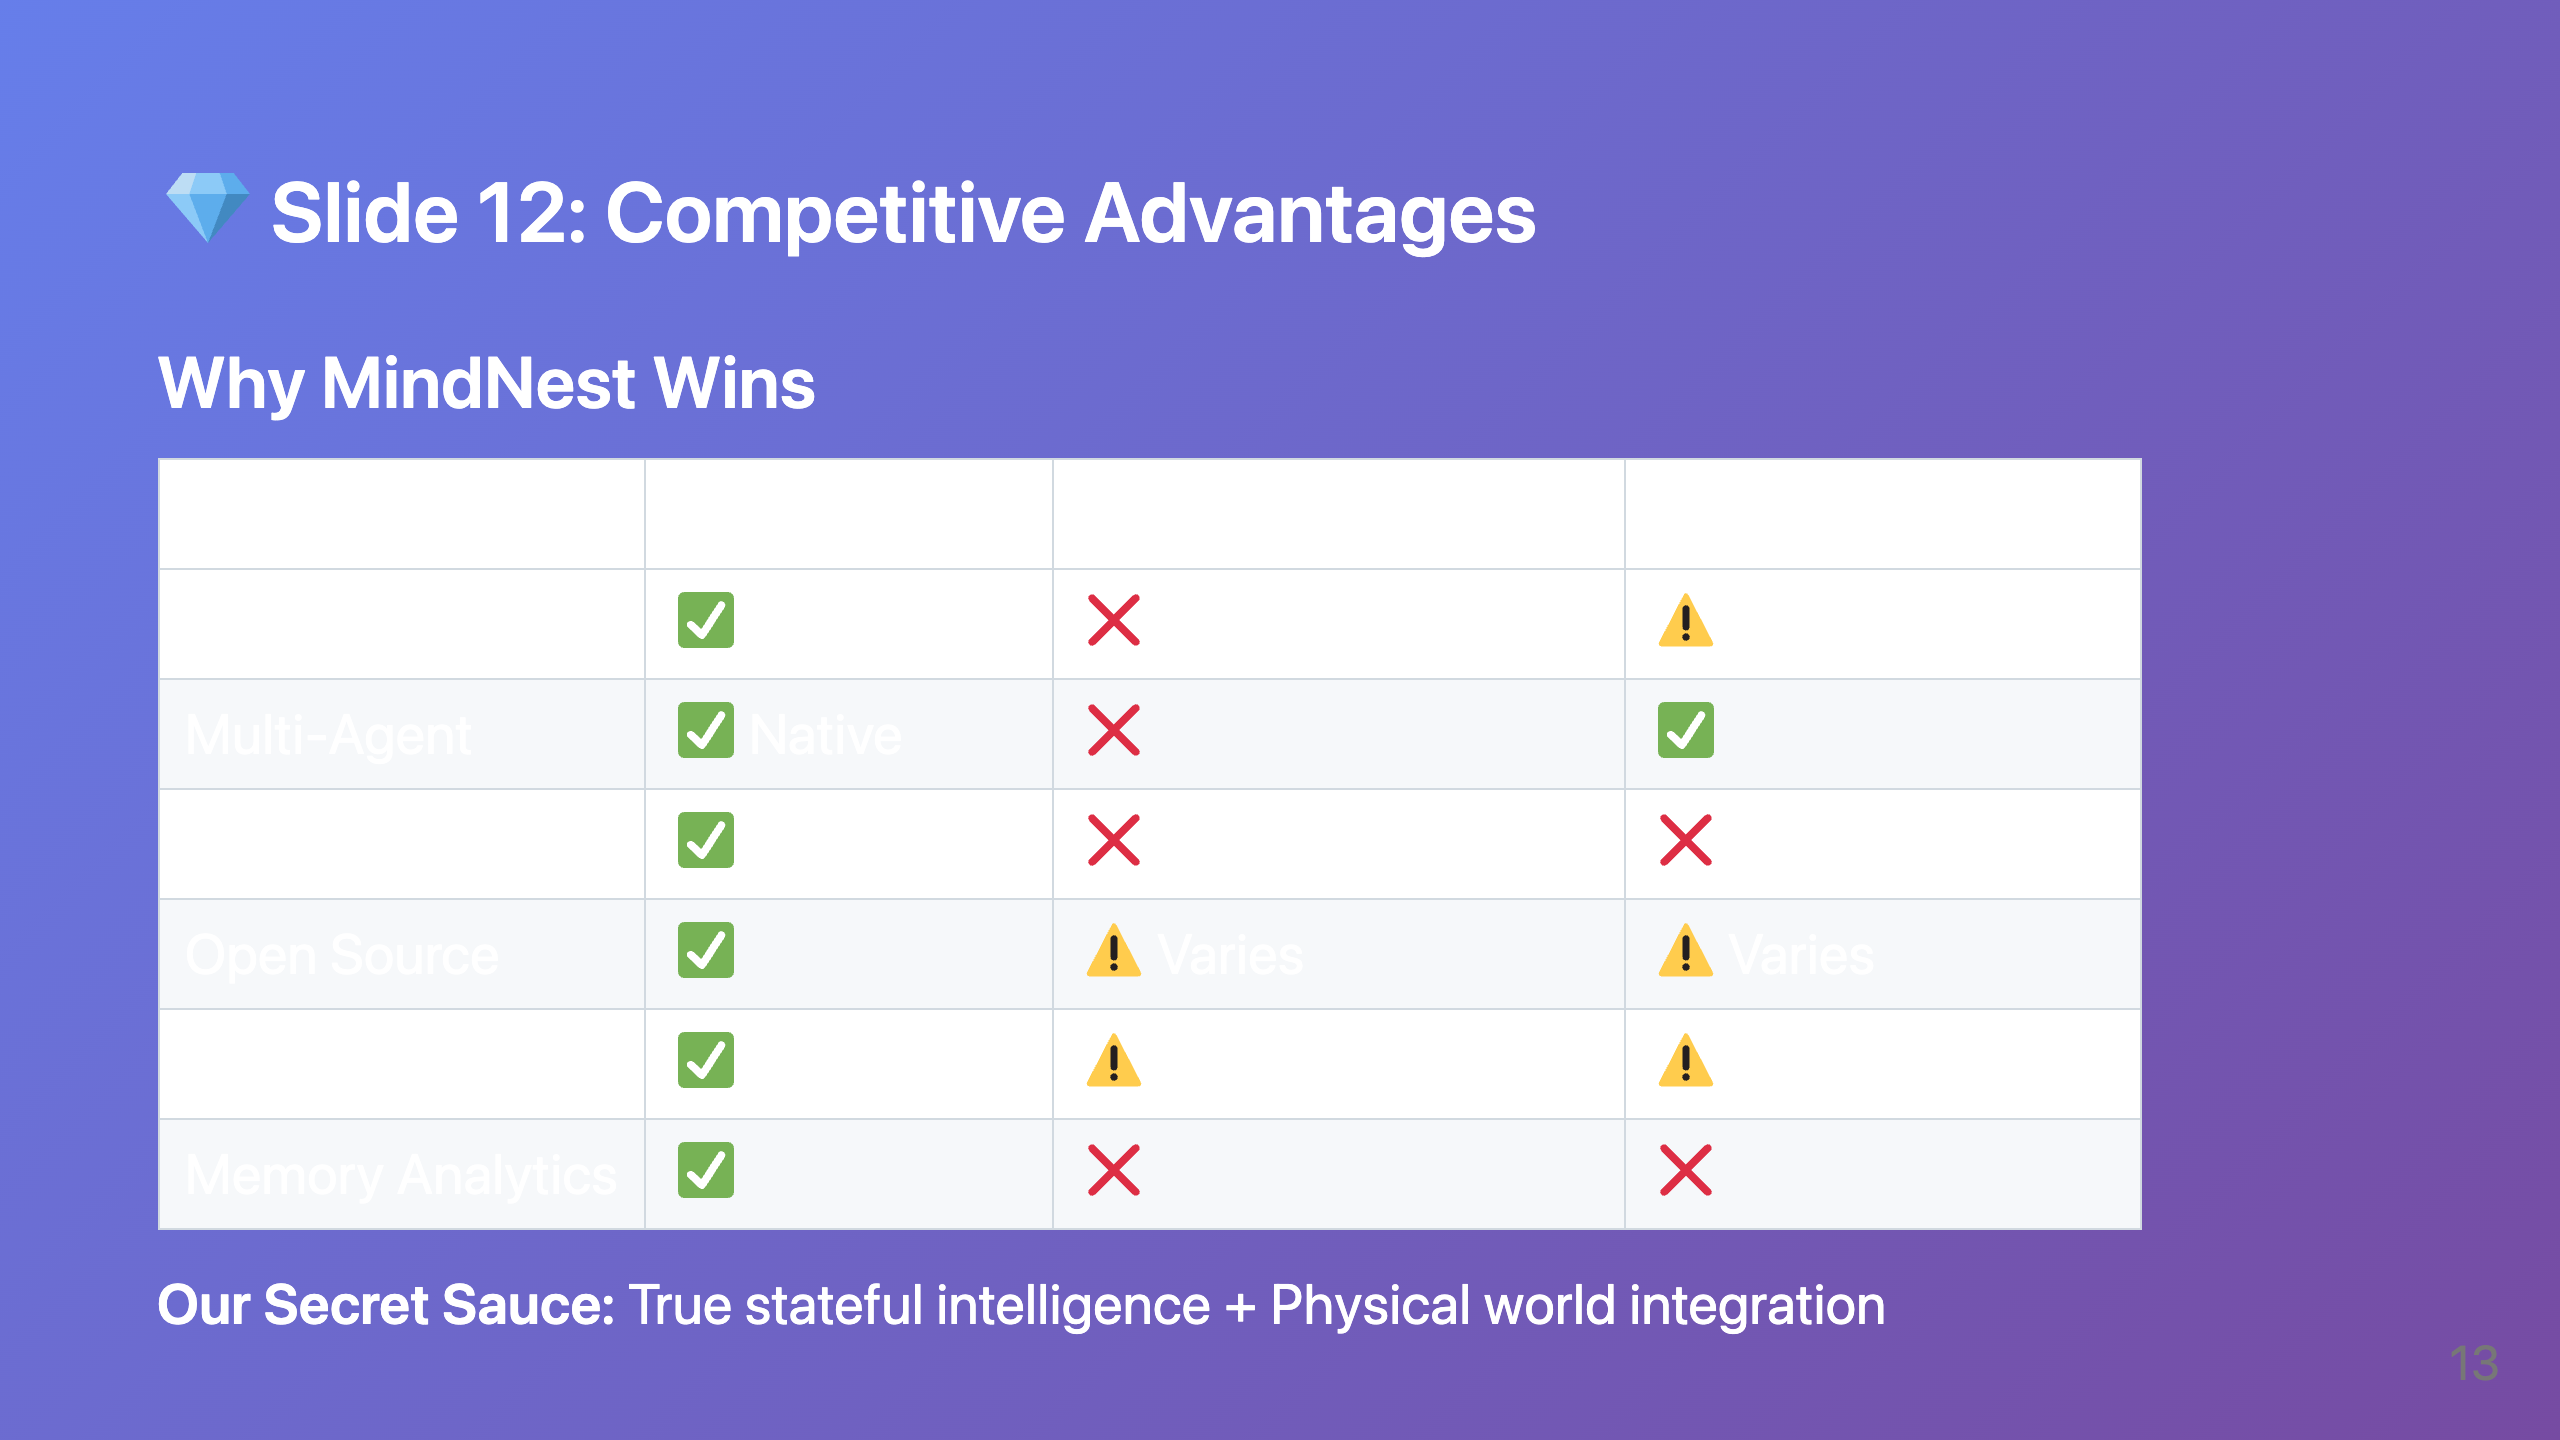 💎 Slide 12: Competitive Advantages
Why MindNest Wins
✅ ❌ ⚠️
Multi-Agent ✅ Native ❌ ✅
✅ ❌ ❌
Open Source ✅ ⚠️ Varies ⚠️ Varies
✅ ⚠️ ⚠️
Memory Analytics ✅ ❌ ❌
Our Secret Sauce: True stateful intelligence + Physical world integration
13